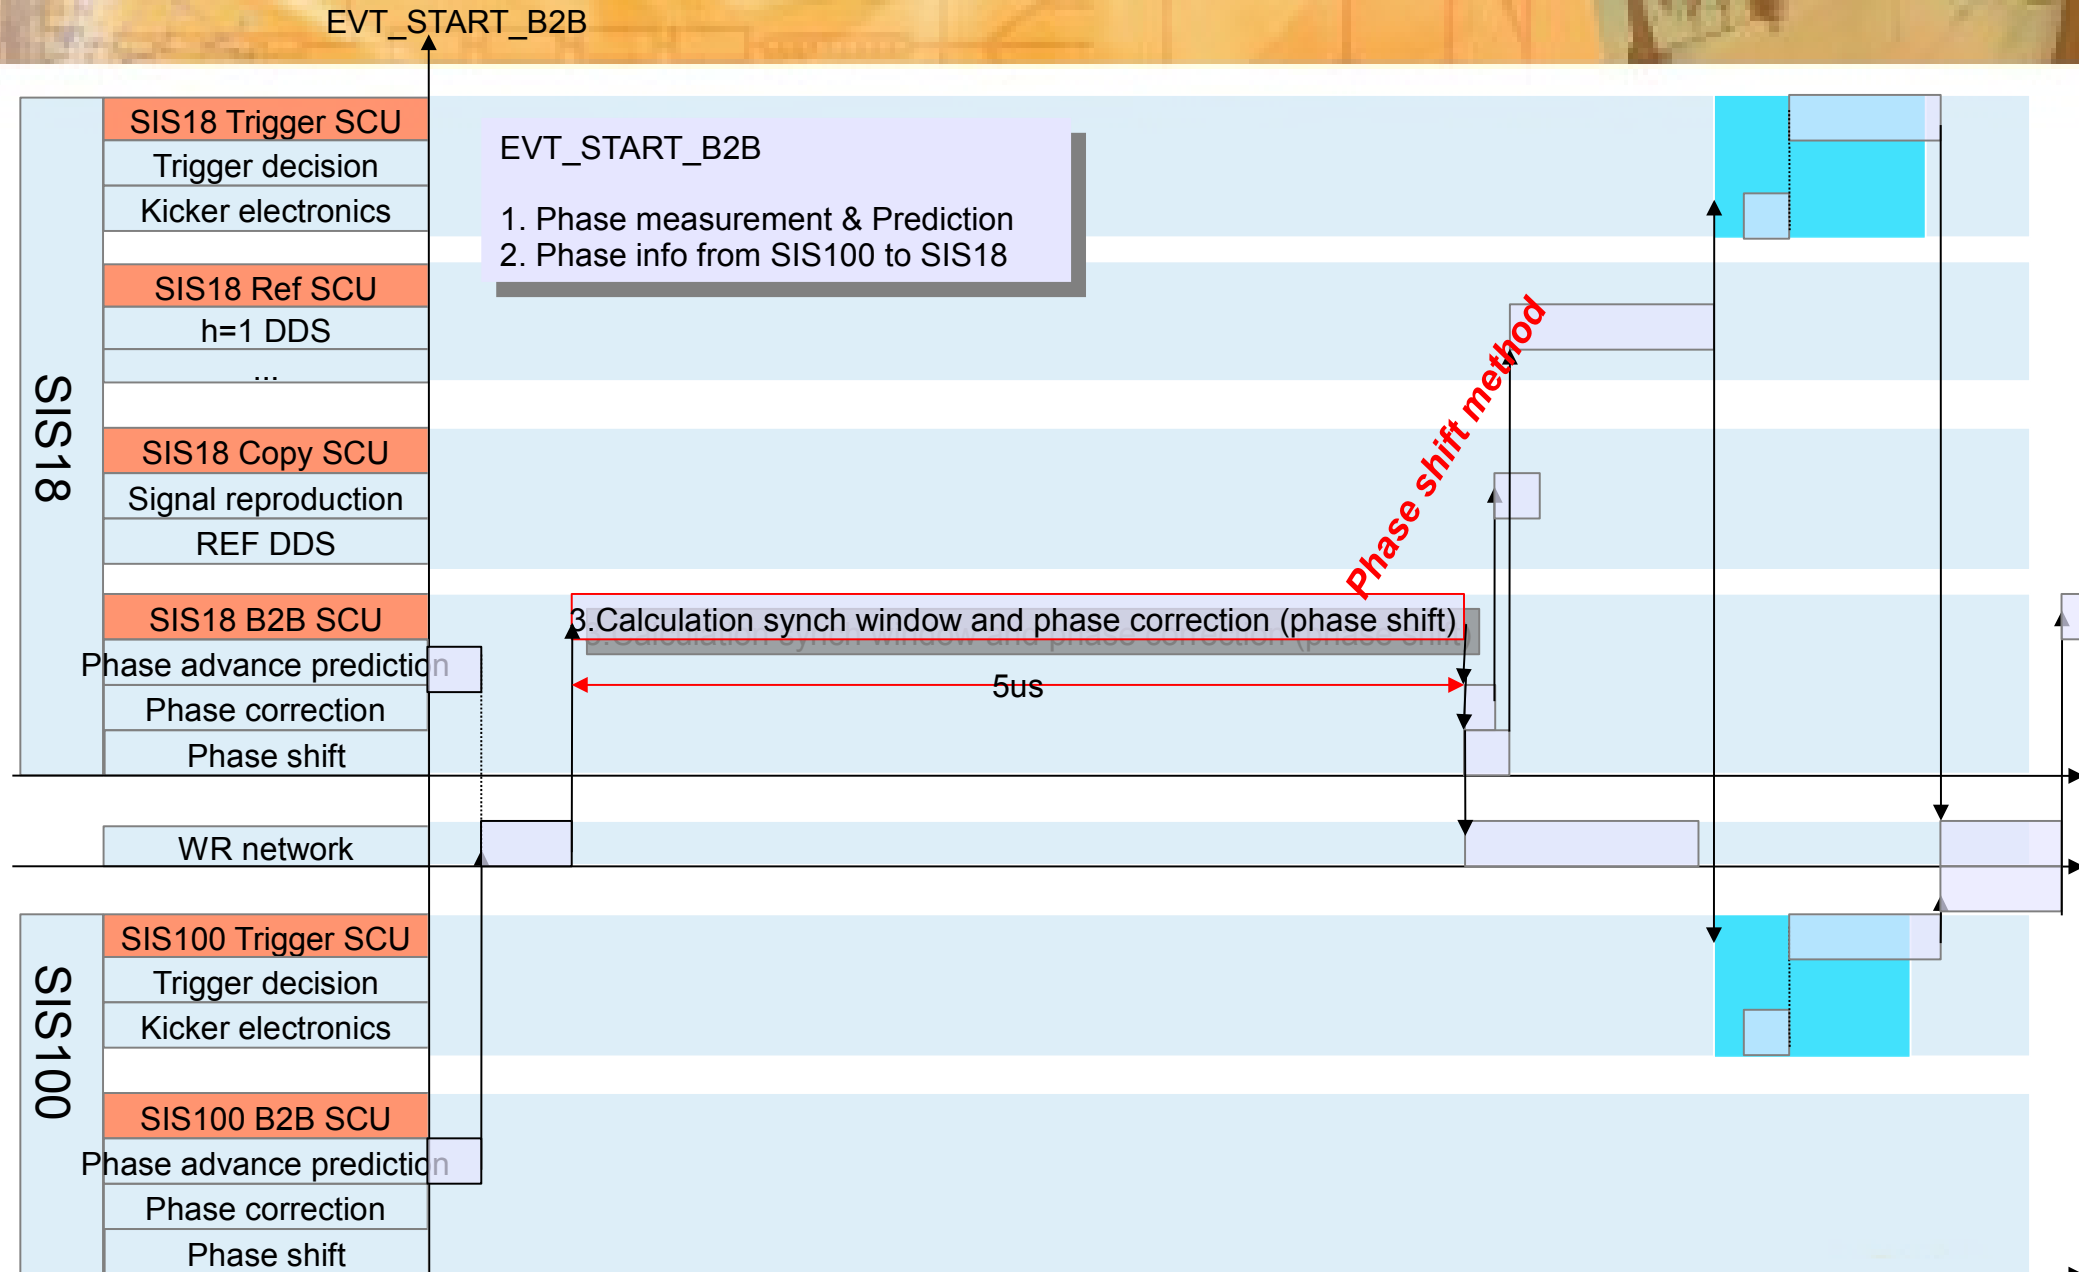 EVT_START_B2B
SIS18
SIS18 Trigger SCU
Trigger decision
Kicker electronics
EVT_START_B2B
1. Phase measurement & Prediction
2. Phase info from SIS100 to SIS18
SIS18 Ref SCU
h=1 DDS
...
Phase shift method
SIS18 Copy SCU
Signal reproduction
REF DDS
SIS18 B2B SCU
3.Calculation synch window and phase correction (phase shift)
Phase advance prediction
5us
Phase correction
Phase shift
WR network
SIS100
SIS100 Trigger SCU
Trigger decision
Kicker electronics
SIS100 B2B SCU
Phase advance prediction
Phase correction
Phase shift